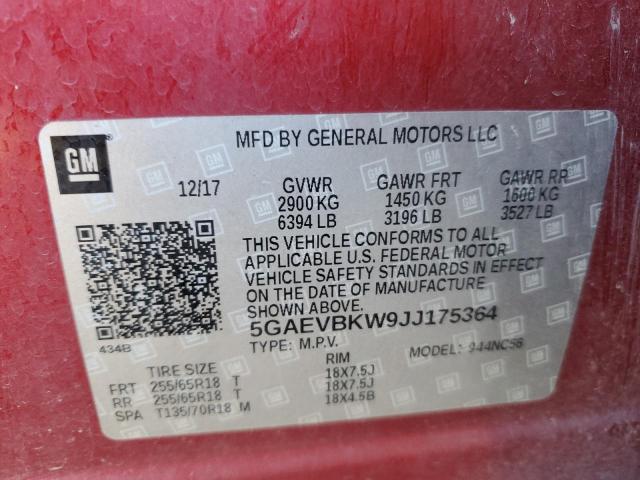 GM
MFD BY GENERAL MOTORS LLC
12/17 GVWR GAWR FRT GAWR RR
2900 KG 1450 KG 1600 KG
6394 LB 3196 LB 3527 LB
THIS VEHICLE CONFORMS TO ALL
APPLICABLE U.S. FEDERAL MOTOR
VEHICLE SAFETY STANDARDS IN EFFECT
ON THE DATE OF MANUFACTURE
SHOWN ABOVE.
5GAEVBKW9JJ175364
434B
TYPE: M.P.V. MODEL: 944NC56
TIRE SIZE RIM
FRT 255/65R18 T 18X7.5J
RR 255/65R18 T 18X7.5J
SPA T135/70R18 M 18X4.5B